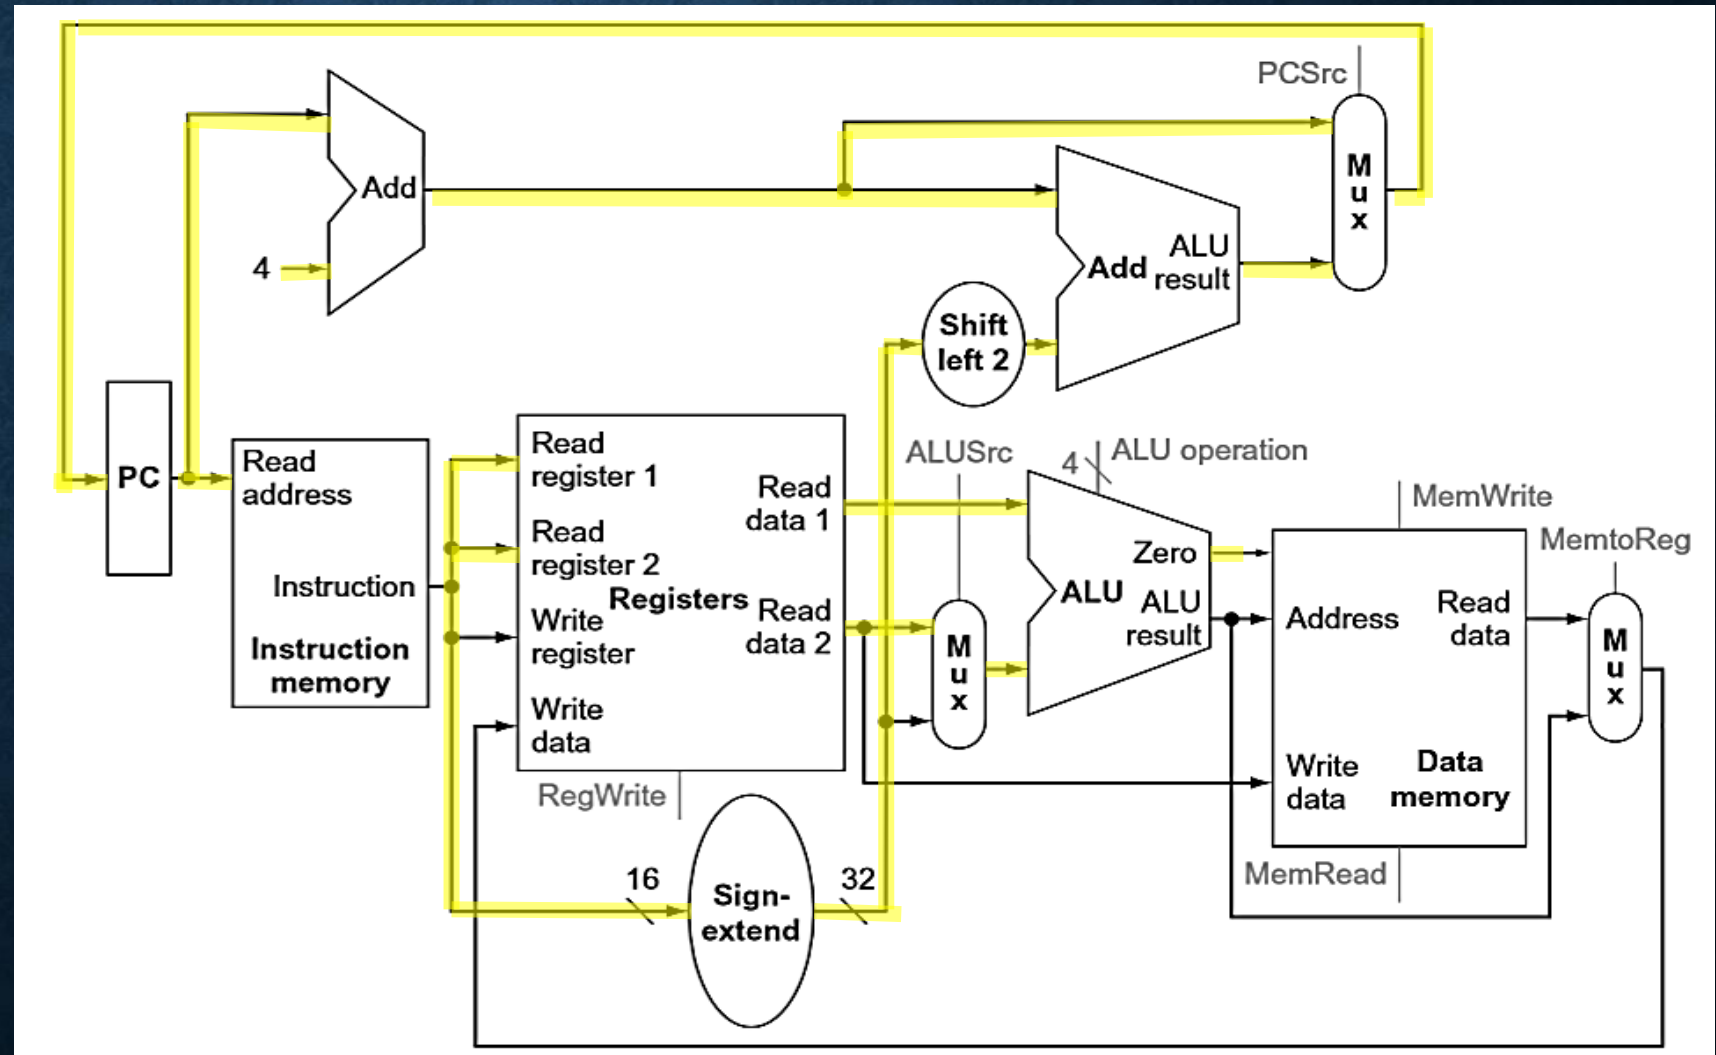 PCSrc
M
u
x
Add
4
Add
ALU
result
Shift
left 2
PC
Read
address
Instruction
Instruction
memory
Read
register 1
Read
register 2
Write
register
Write
data
Registers
Read
data 1
Read
data 2
RegWrite
16
Sign-
extend
32
ALUSrc
M
u
x
4
ALU operation
Zero
ALU
ALU
result
MemWrite
Address
Read
data
Write
data
Data
memory
MemRead
MemtoReg
M
u
x